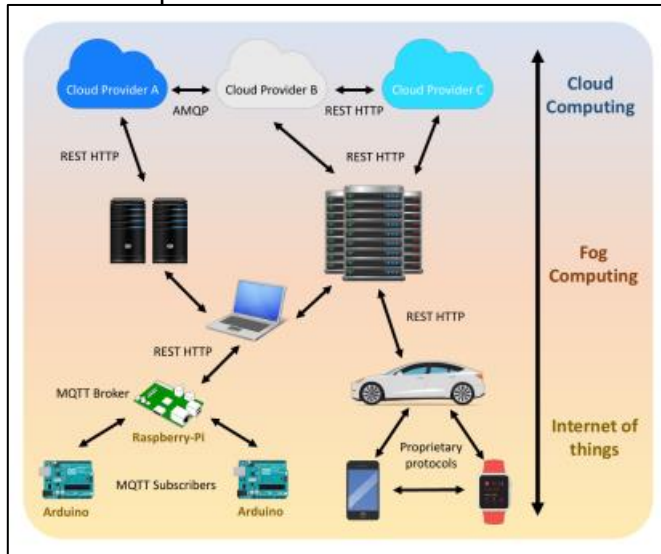 Cloud Provider A
Cloud Provider B
Cloud Provider C
AMQP
REST HTTP
Cloud
Computing
REST HTTP
REST HTTP
Fog
Computing
REST HTTP
REST HTTP
MQTT Broker
Raspberry-Pi
Internet of
things
Proprietary
protocols
MQTT Subscribers
Arduino
Arduino